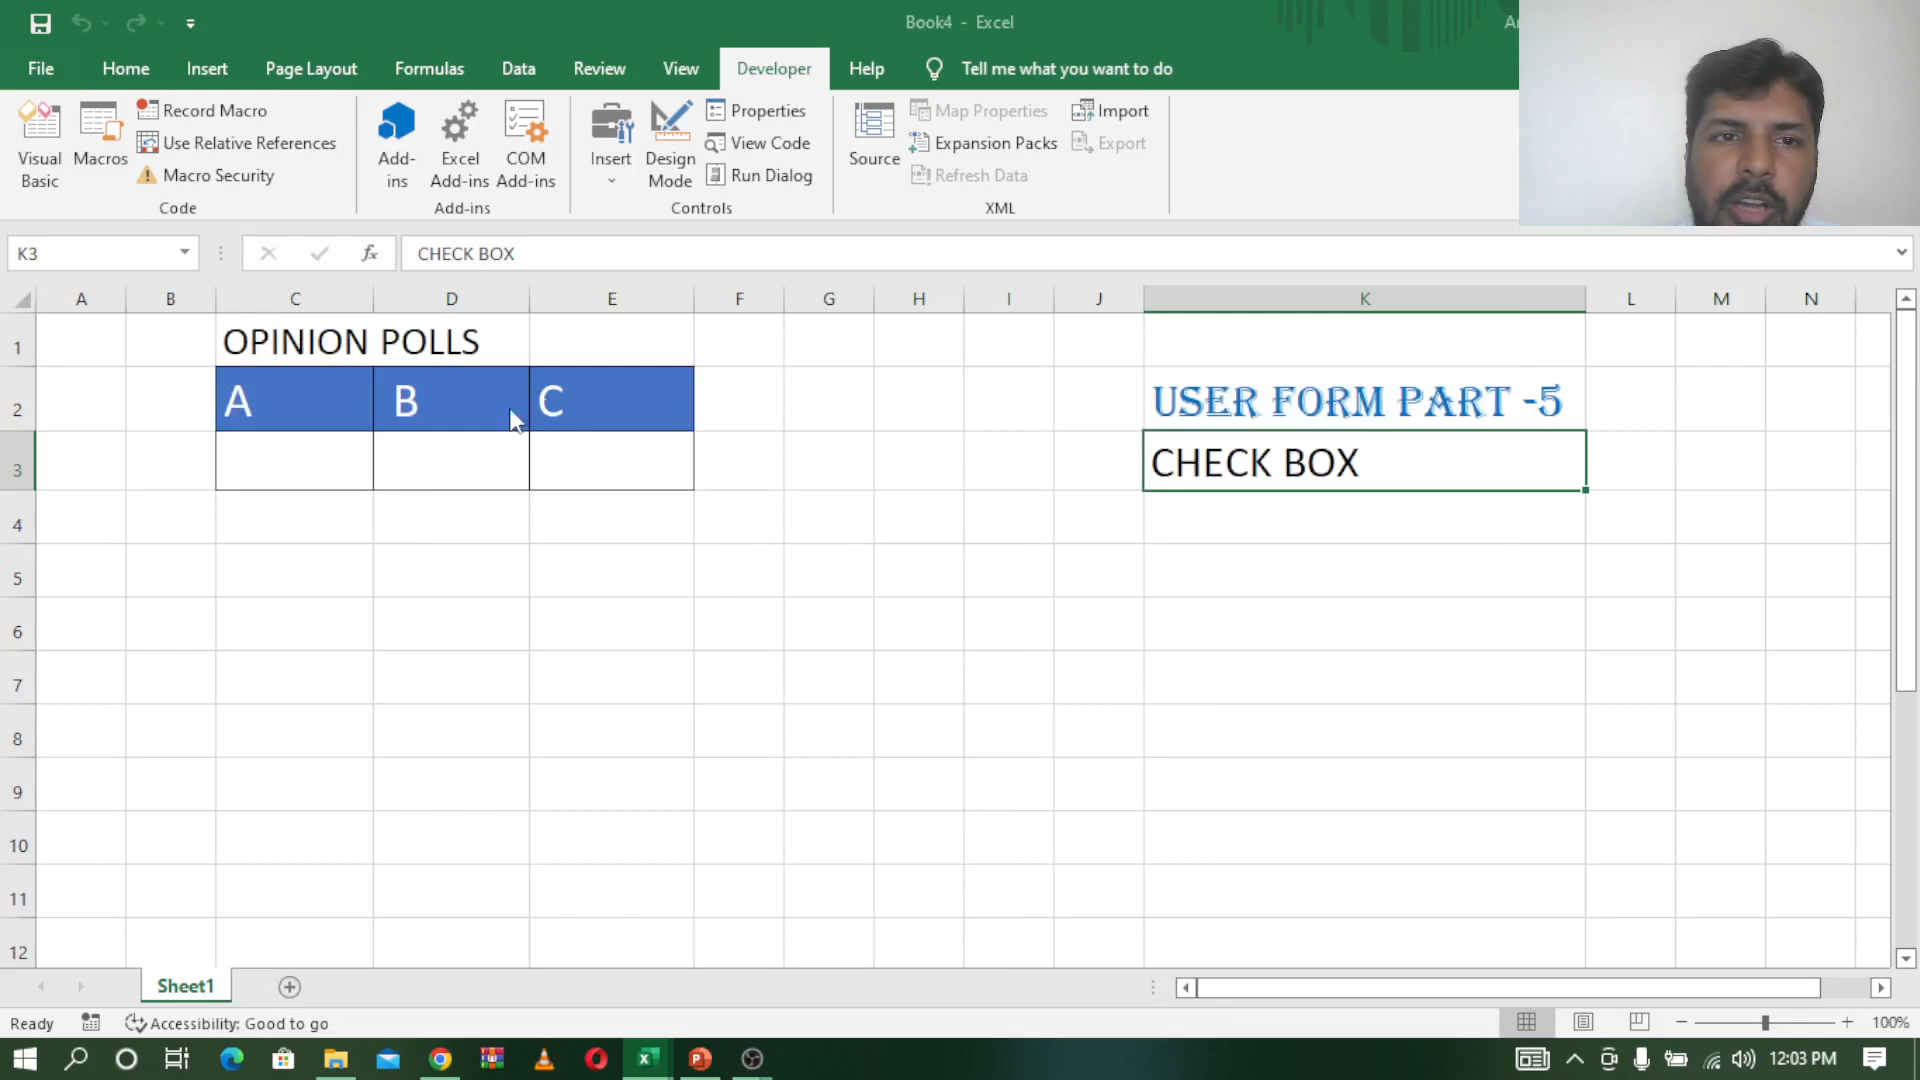 Book4 - Excel
File Home Insert Page Layout Formulas Data Review View Developer Help Tell me what you want to do
Visual Basic
Macros
Record Macro
Use Relative References
Macro Security
Code
Add-ins
Excel Add-ins
COM Add-ins
Add-ins
Insert
Design Mode
Properties
View Code
Run Dialog
Controls
Source
Map Properties
Expansion Packs
Refresh Data
Import
Export
XML
K3
fx
CHECK BOX
A B C D E F G H I J K L M N
1 OPINION POLLS
2 A B C USER FORM PART -5
3 CHECK BOX
4
5
6
7
8
9
10
11
12
Sheet1
Ready Accessibility: Good to go 100%
12:03 PM